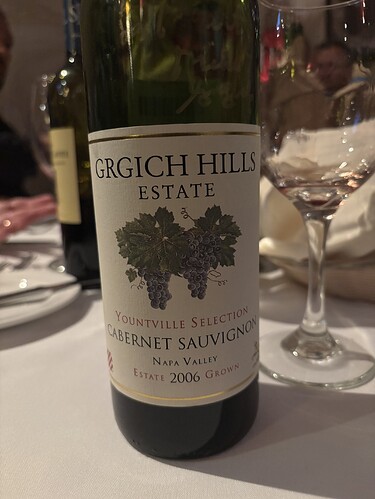 GRGICH HILLS
ESTATE
YOUNTVILLE SELECTION
CABERNET SAUVIGNON
NAPA VALLEY
ESTATE 2006 GROWN